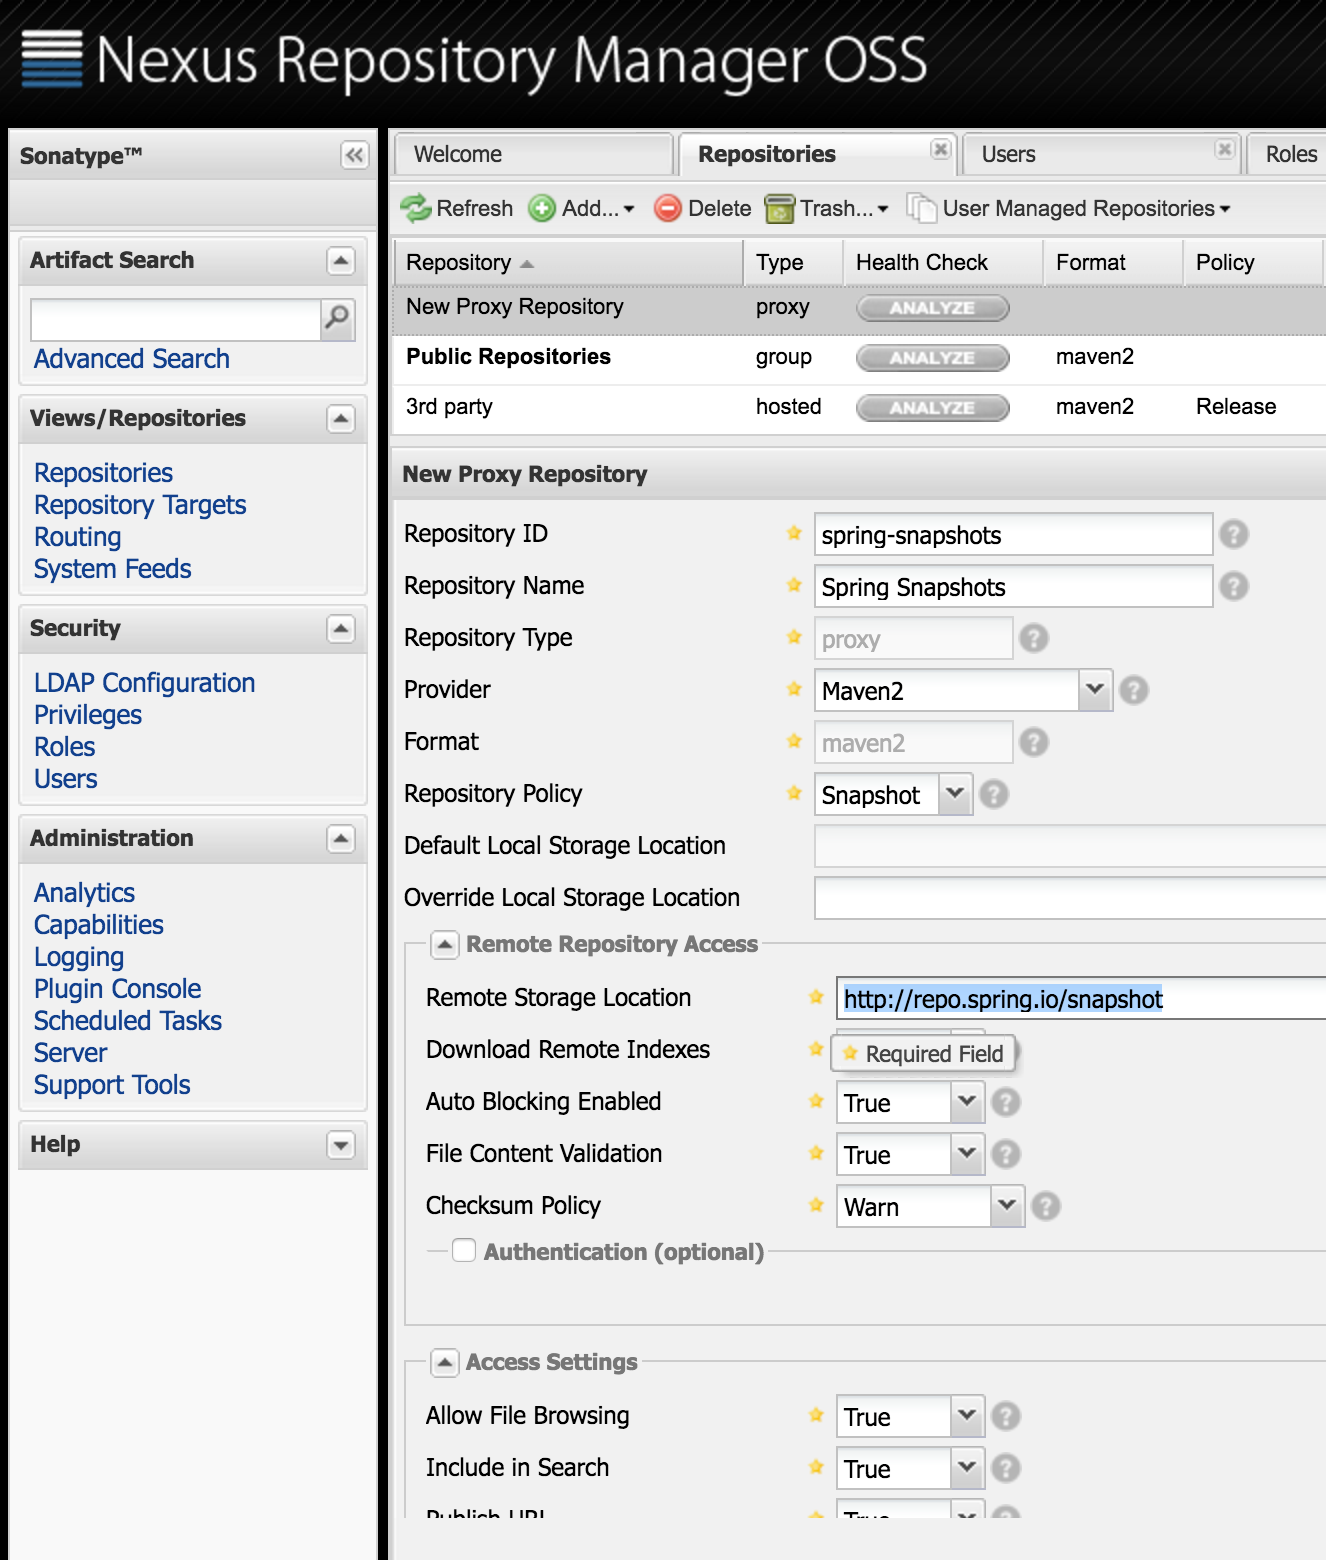 Nexus Repository Manager OSS
Sonatype™
Welcome
Repositories
Users
Roles
Refresh
Add...
Delete
Trash...
User Managed Repositories
Artifact Search
Advanced Search
Views/Repositories
Repositories
Repository Targets
Routing
System Feeds
Security
LDAP Configuration
Privileges
Roles
Users
Administration
Analytics
Capabilities
Logging
Plugin Console
Scheduled Tasks
Server
Support Tools
Help
Repository Type Health Check Format Policy
New Proxy Repository proxy ANALYZE
Public Repositories group ANALYZE maven2
3rd party hosted ANALYZE maven2 Release
New Proxy Repository
Repository ID spring-snapshots ?
Repository Name Spring Snapshots ?
Repository Type proxy ?
Provider Maven2 ?
Format maven2 ?
Repository Policy Snapshot ?
Default Local Storage Location
Override Local Storage Location
Remote Repository Access
Remote Storage Location http://repo.spring.io/snapshot
Download Remote Indexes
Required Field
Auto Blocking Enabled True ?
File Content Validation True ?
Checksum Policy Warn ?
Authentication (optional)
Access Settings
Allow File Browsing True ?
Include in Search True ?
Publish URL True ?